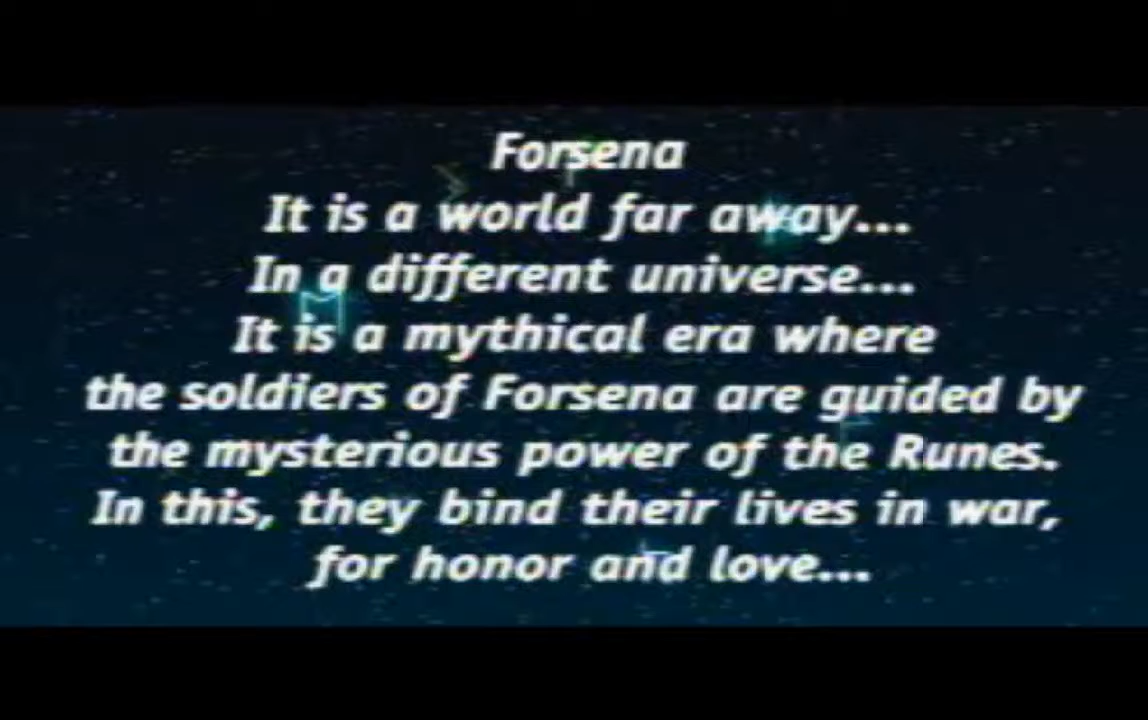 Forsena
It is a world far away...
In a different universe...
It is a mythical era where
the soldiers of Forsena are guided by
the mysterious power of the Runes.
In this, they bind their lives in war,
for honor and love...